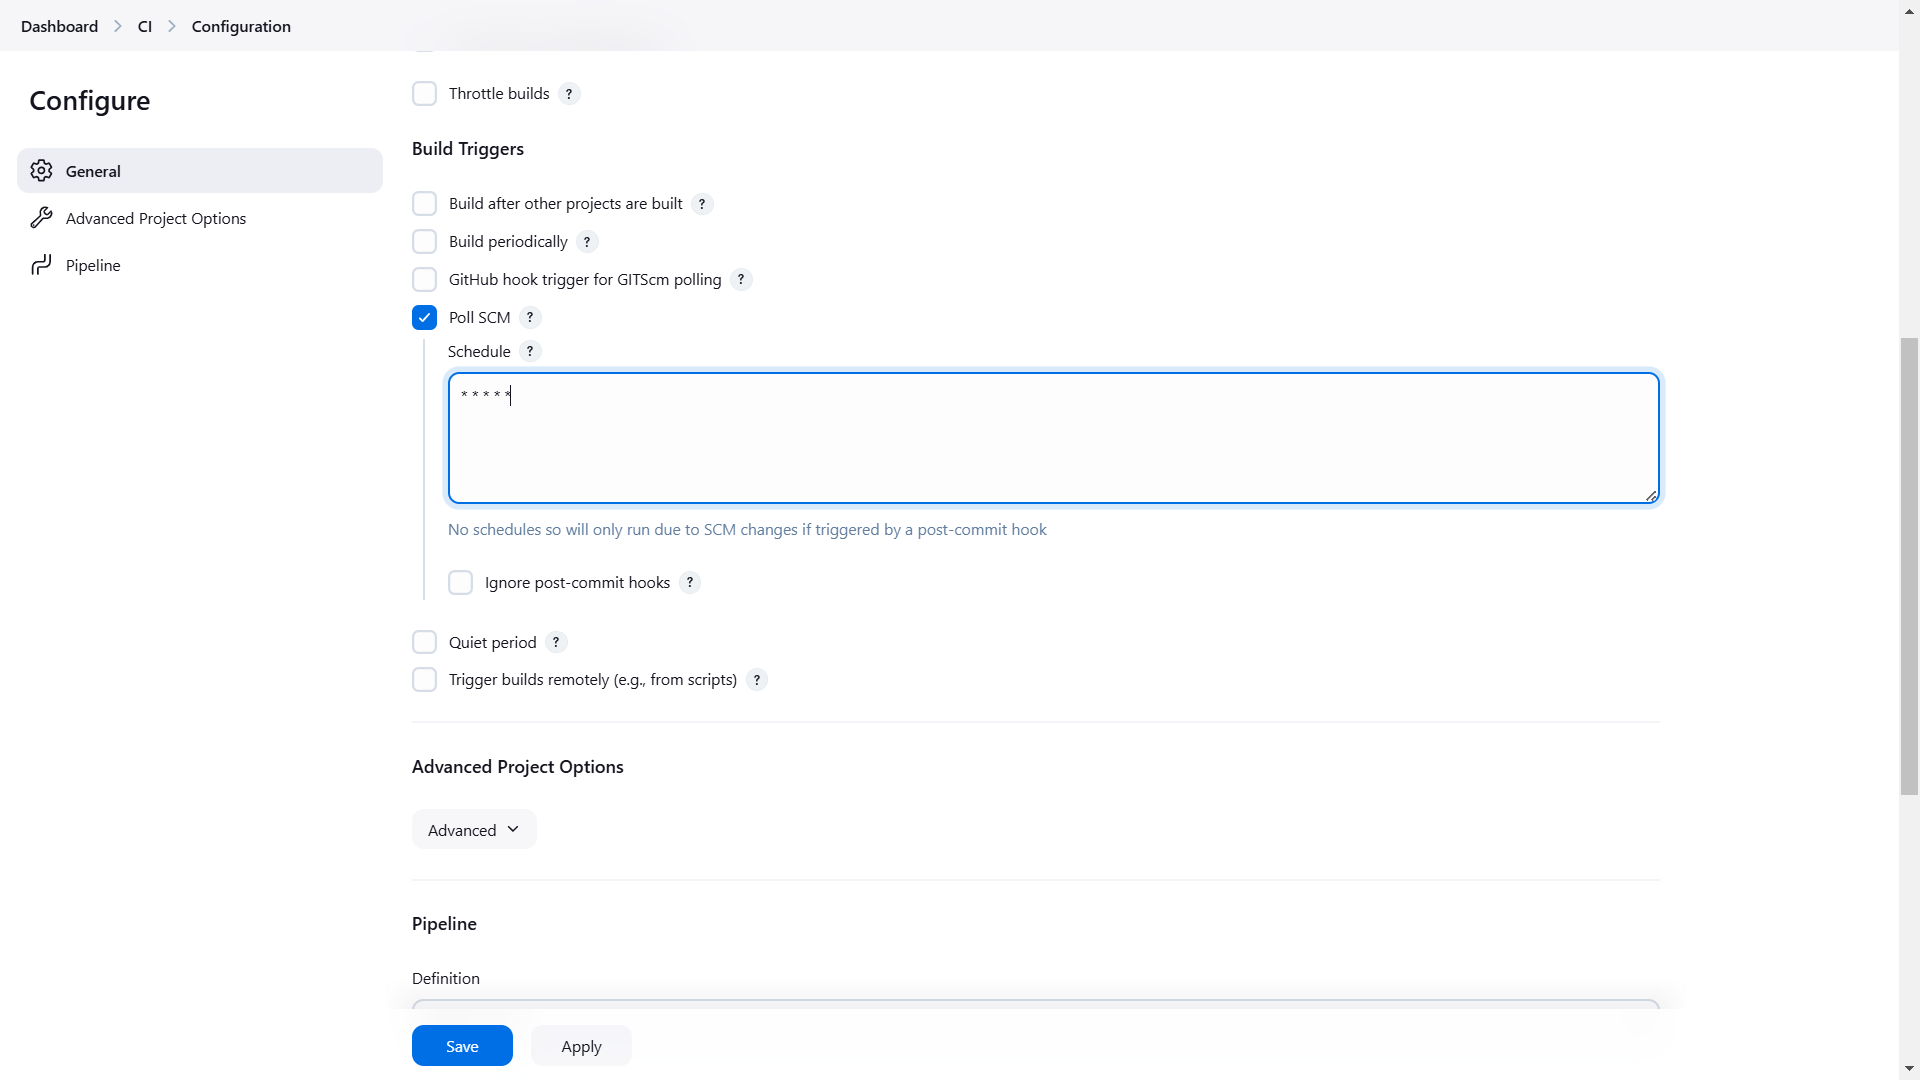 Dashboard > CI > Configuration
Configure
General
Advanced Project Options
Pipeline
Throttle builds ?
Build Triggers
Build after other projects are built ?
Build periodically ?
GitHub hook trigger for GITScm polling ?
Poll SCM ?
Schedule ?
* * * * *
No schedules so will only run due to SCM changes if triggered by a post-commit hook
Ignore post-commit hooks ?
Quiet period ?
Trigger builds remotely (e.g., from scripts) ?
Advanced Project Options
Advanced
Pipeline
Definition
Save
Apply